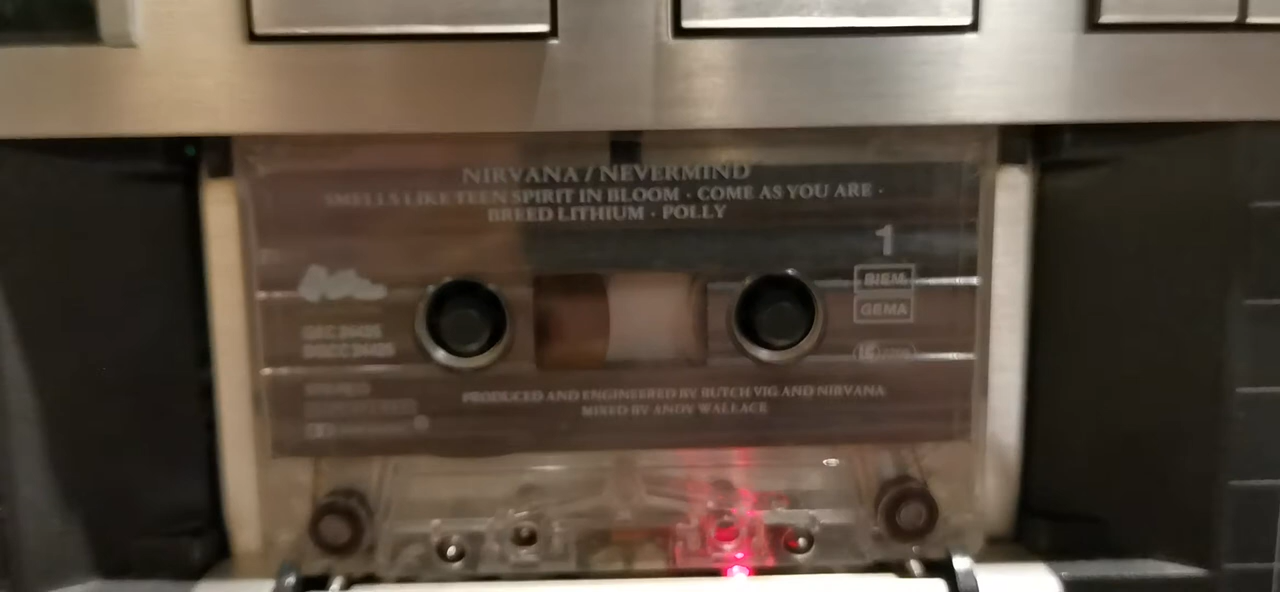 NIRVANA / NEVERMIND
SMELLS LIKE TEEN SPIRIT IN BLOOM · COME AS YOU ARE ·
BREED LITHIUM · POLLY
1
BIEM
GEMA
STEREO
PRODUCED AND ENGINEERED BY BUTCH VIG AND NIRVANA
MIXED BY ANDY WALLACE